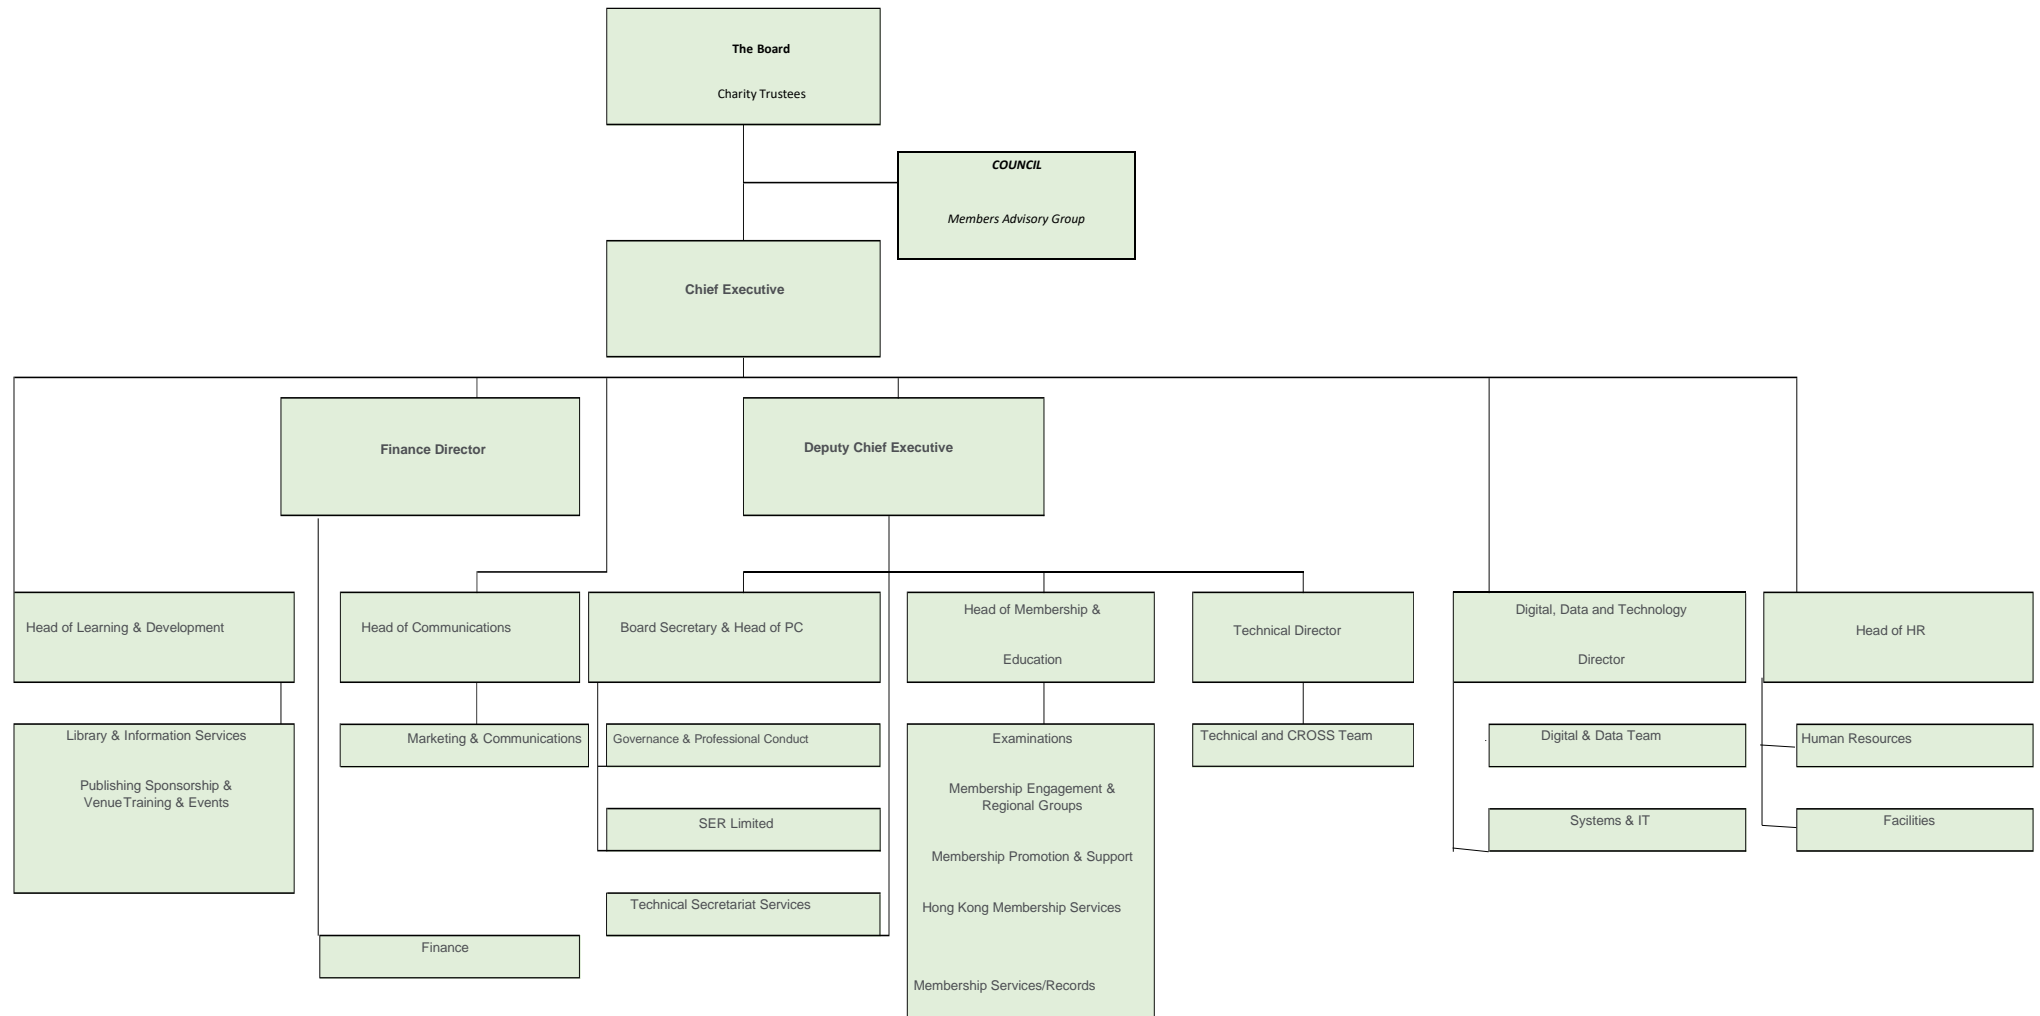 The Board
Charity Trustees
COUNCIL
Members Advisory Group
Chief Executive
Finance Director
Deputy Chief Executive
Head of Learning & Development
Head of Communications
Board Secretary & Head of PC
Head of Membership &
Education
Technical Director
Digital, Data and Technology
Director
Head of HR
Library & Information Services
Publishing Sponsorship &
VenueTraining & Events
Marketing & Communications
Governance & Professional Conduct
SER Limited
Technical Secretariat Services
Finance
Examinations
Membership Engagement &
Regional Groups
Membership Promotion & Support
Hong Kong Membership Services
Membership Services/Records
Technical and CROSS Team
Digital & Data Team
Systems & IT
Human Resources
Facilities